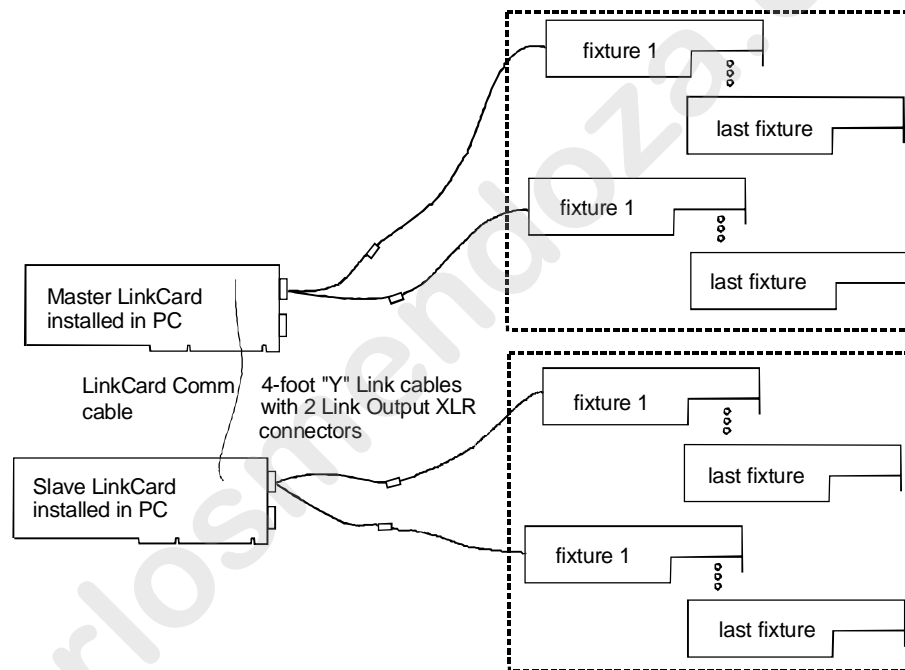 fixture 1
last fixture
fixture 1
last fixture
Master LinkCard
installed in PC
LinkCard Comm
cable
4-foot "Y" Link cables
with 2 Link Output XLR
connectors
fixture 1
last fixture
Slave LinkCard
installed in PC
fixture 1
last fixture
rlosmendoza.